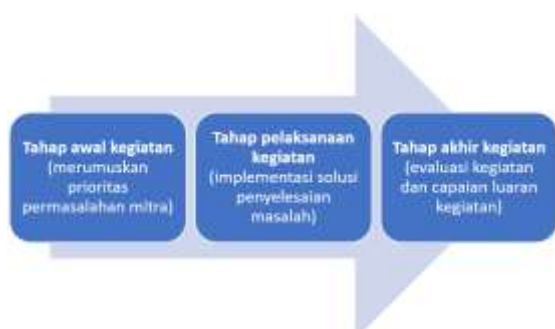 Tahap awal kegiatan
(merumuskan
prioritas
permasalahan mitra)
Tahap pelaksanaan
kegiatan
(implementasi solusi
penyelesaian
masalah)
Tahap akhir kegiatan
(evaluasi kegiatan
dan capaian luaran
kegiatan)